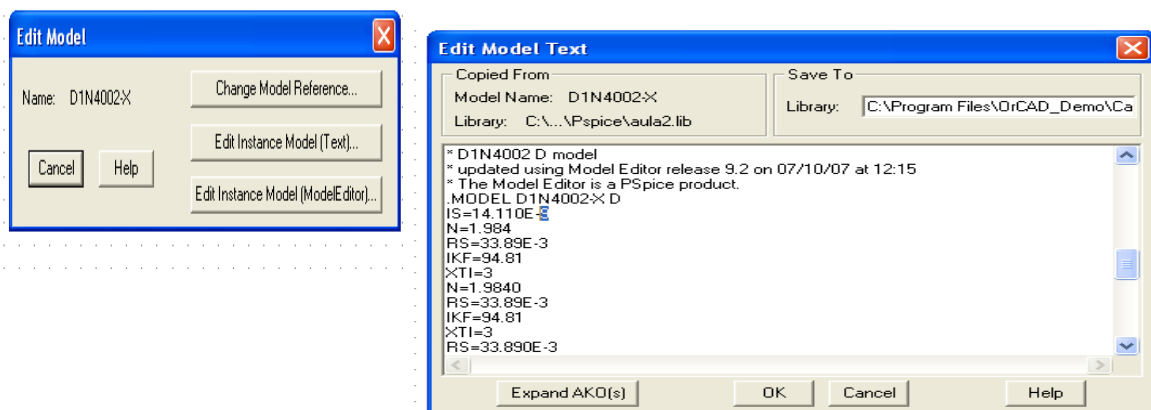 Edit Model
Name: D1N4002-X
Change Model Reference...
Edit Instance Model (Text)...
Edit Instance Model (ModelEditor)...
Cancel
Help
Edit Model Text
Copied From
Model Name: D1N4002-X
Library: C:\...\Pspice\aula2.lib
Save To
Library: C:\Program Files\OrCAD_Demo\Ca
* D1N4002 D model
* updated using Model Editor release 9.2 on 07/10/07 at 12:15
* The Model Editor is a PSpice product.
.MODEL D1N4002-X D
IS=14.110E-9
N=1.984
RS=33.89E-3
IKF=94.81
XTI=3
N=1.9840
RS=33.89E-3
IKF=94.81
XTI=3
RS=33.890E-3
Expand AKO(s)
OK
Cancel
Help